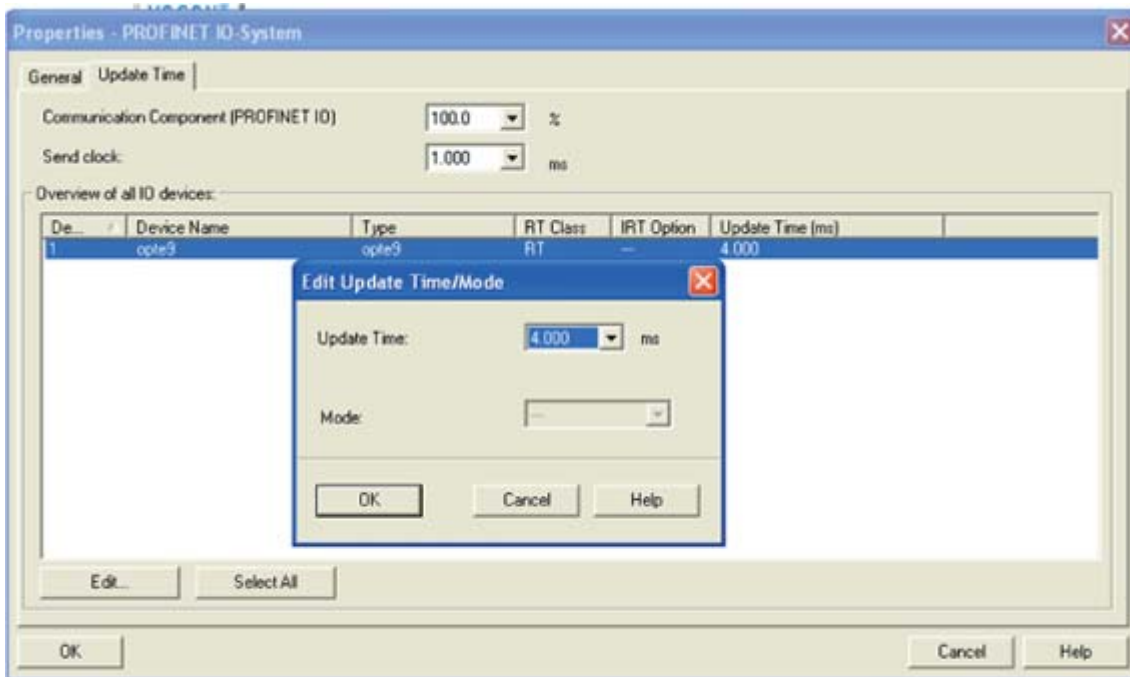 Properties - PROFINET IO-System
General Update Time
Communication Component (PROFINET IO) 100.0 %
Send clock: 1.000 ms
Overview of all IO devices:
De... / Device Name Type RT Class IRT Option Update Time (ms)
1 opte9 opte9 RT --- 4.000
Edit Update Time/Mode
Update Time: 4.000 ms
Mode: ---
OK Cancel Help
Edit... Select All
OK Cancel Help